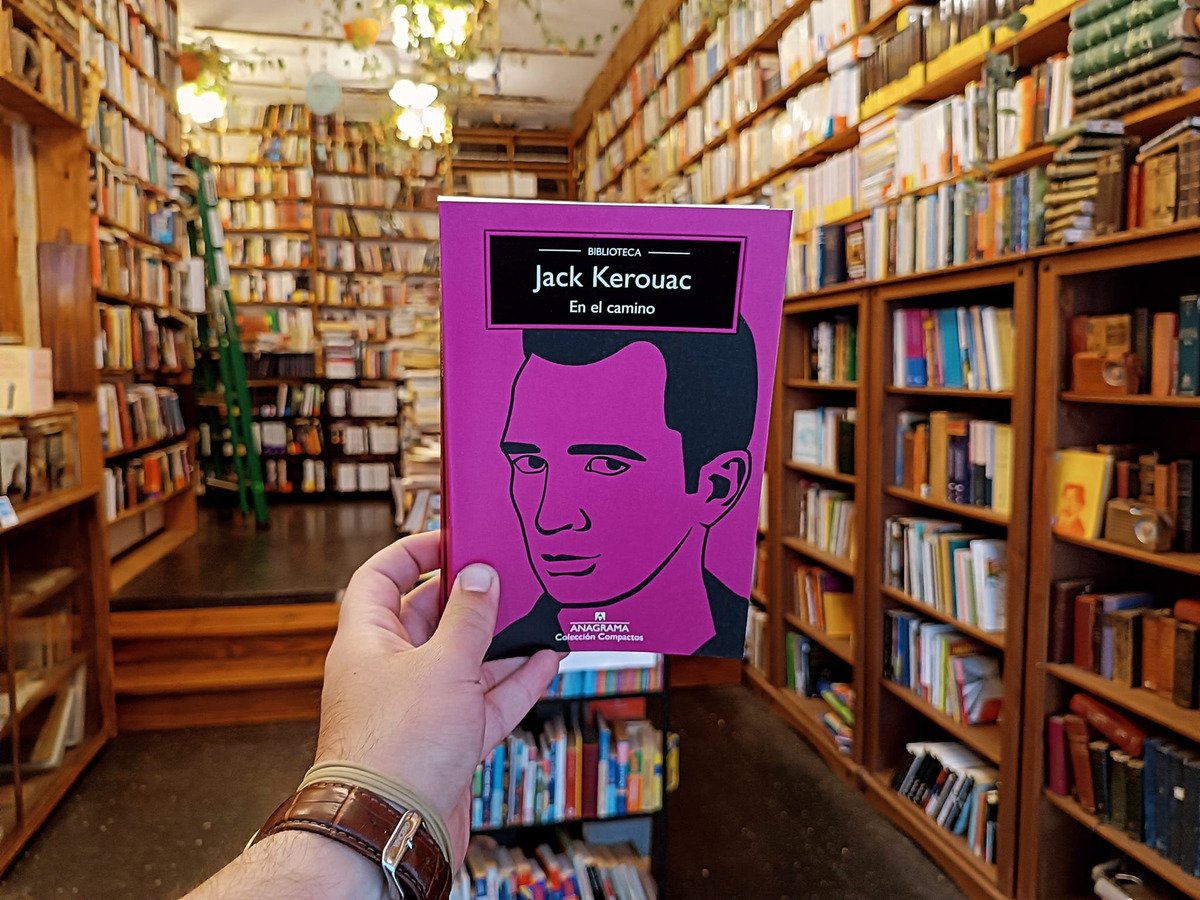 BIBLIOTECA
Jack Kerouac
En el camino
ANAGRAMA
Colección Compactos